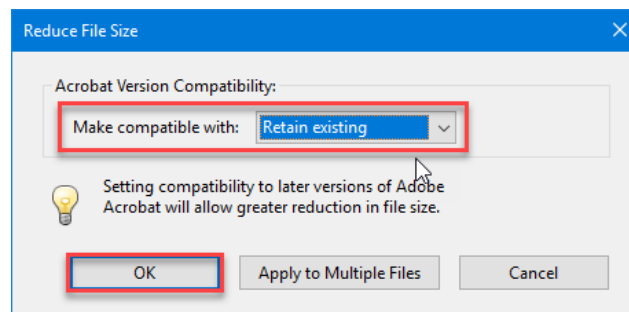 Reduce File Size
Acrobat Version Compatibility:
Make compatible with: Retain existing
Setting compatibility to later versions of Adobe
Acrobat will allow greater reduction in file size.
OK Apply to Multiple Files Cancel